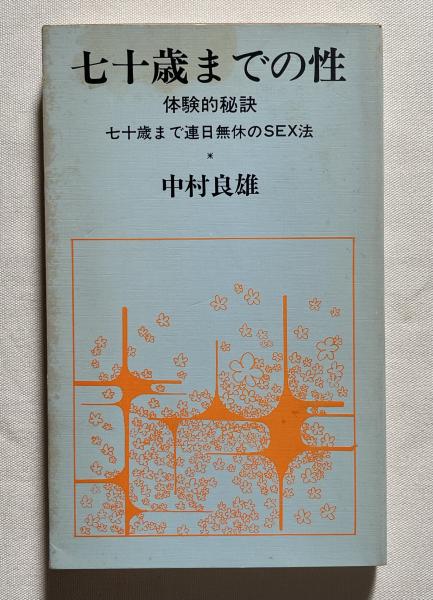 七十歳までの性
体験的秘訣
七十歳まで連日無休のSEX法
*
中村良雄